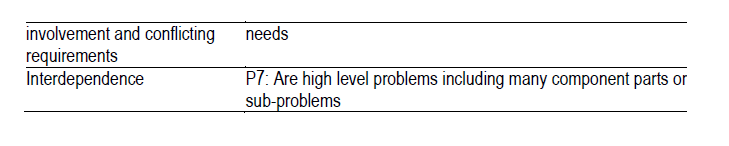 involvement and conflicting needs
requirements
Interdependence P7: Are high level problems including many component parts or
sub-problems